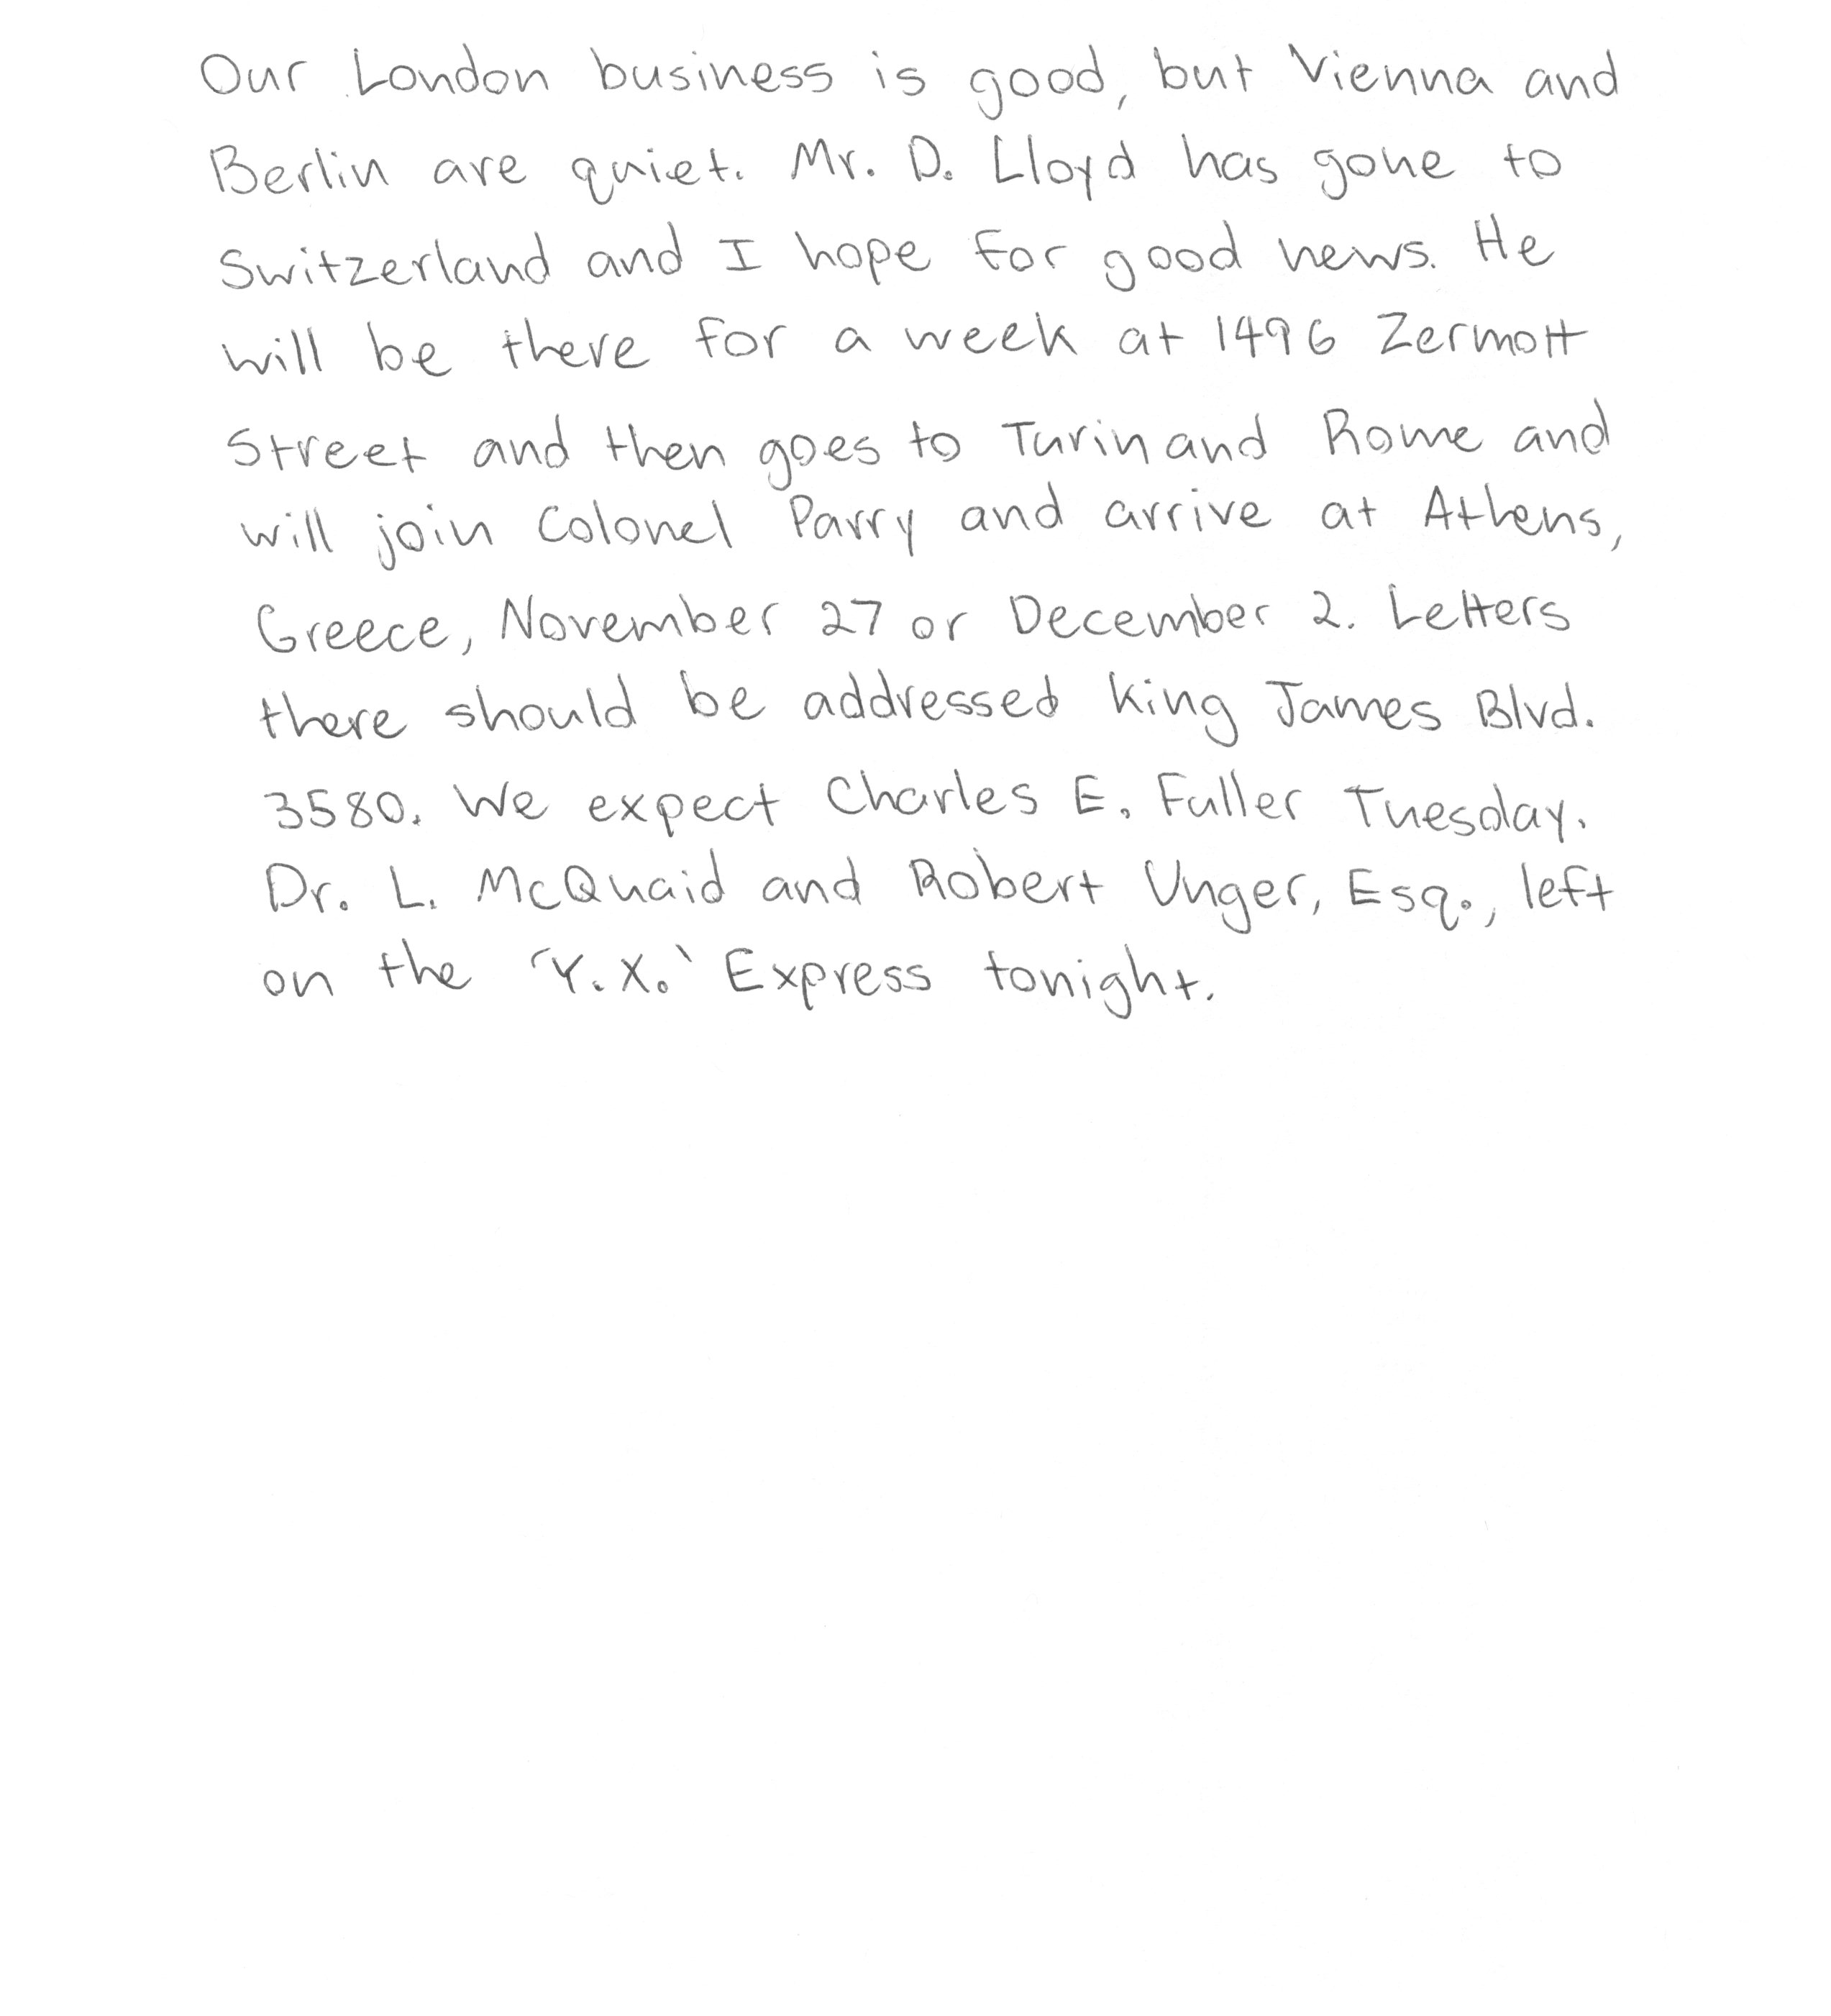 Our London business is good, but Vienna and
Berlin are quiet. Mr. D. Lloyd has gone to
Switzerland and I hope for good news. He
will be there for a week at 1496 Zermott
Street and then goes to Turin and Rome and
will join Colonel Parry and arrive at Athens,
Greece, November 27 or December 2. Letters
there should be addressed King James Blvd.
3580. We expect Charles E. Fuller Tuesday.
Dr. L. McQuaid and Robert Unger, Esq., left
on the 'Y.X.' Express tonight.